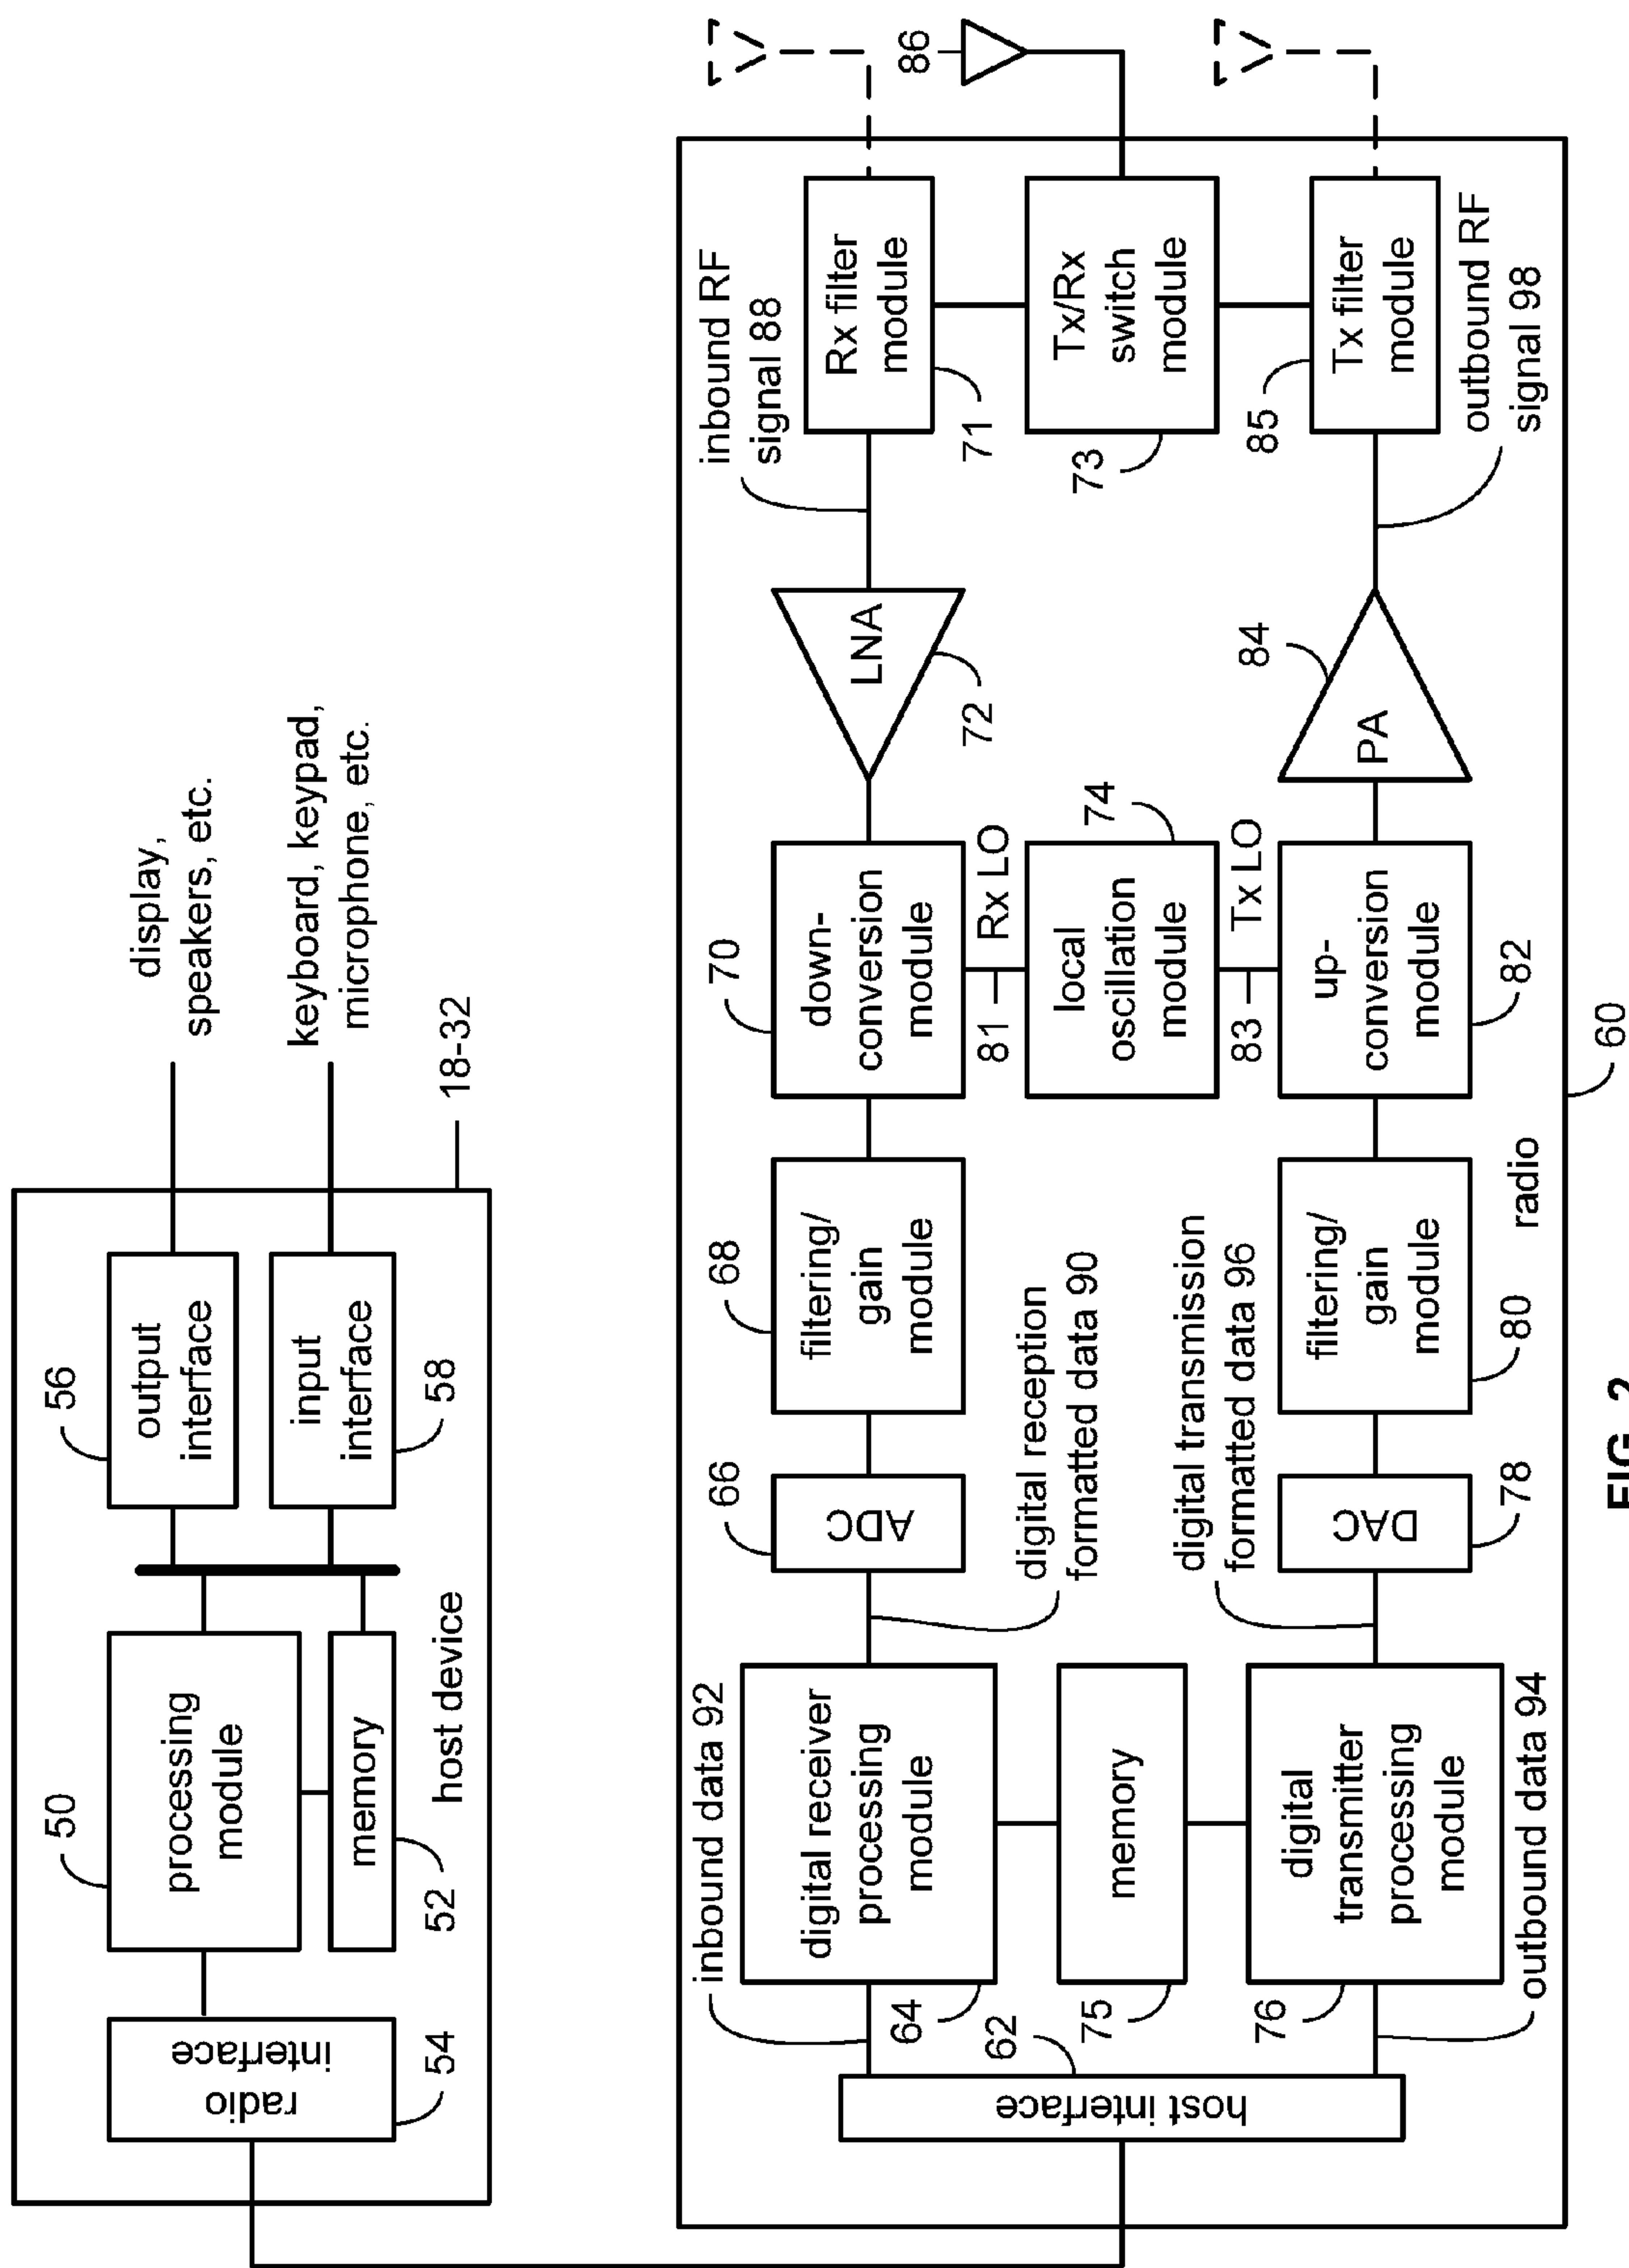 display,
speakers, etc.
keyboard, keypad,
microphone, etc.
18-32
56
output
interface
input
interface
58
50
processing
module
memory
52
host device
radio
interface
54
86
inbound RF
signal 88
Rx filter
module
71
Tx/Rx
switch
module
73
85
Tx filter
module
outbound RF
signal 98
LNA
72
84
PA
70
down-
conversion
module
81
Rx LO
74
local
oscillation
module
83
Tx LO
up-
conversion
module
82
68
filtering/
gain
module
filtering/
gain
module
80
radio
60
66
ADC
digital reception
formatted data 90
digital transmission
formatted data 96
DAC
78
inbound data 92
digital receiver
processing
module
64
memory
75
digital
transmitter
processing
module
76
outbound data 94
62
host interface
FIG. 2